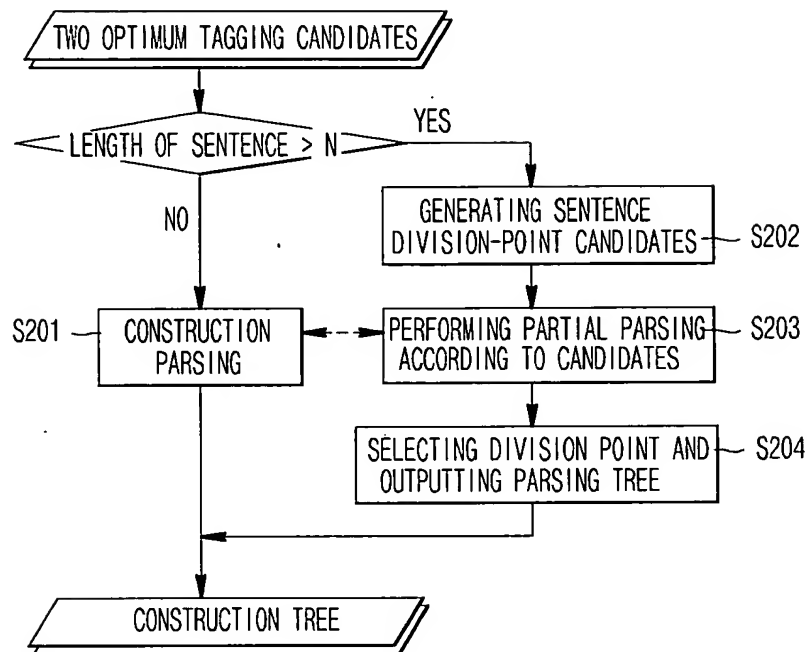 TWO OPTIMUM TAGGING CANDIDATES
LENGTH OF SENTENCE > N
YES
NO
GENERATING SENTENCE
DIVISION-POINT CANDIDATES
S202
S201
CONSTRUCTION
PARSING
PERFORMING PARTIAL PARSING
ACCORDING TO CANDIDATES
S203
SELECTING DIVISION POINT AND
OUTPUTTING PARSING TREE
S204
CONSTRUCTION TREE